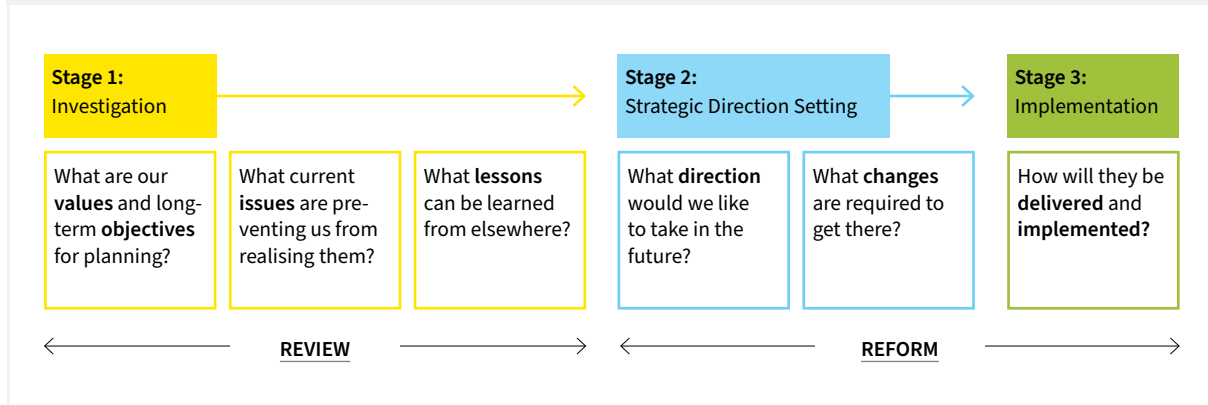 Stage 1:
Investigation
Stage 2:
Strategic Direction Setting
Stage 3:
Implementation
What are our
values and long-
term objectives
for planning?
What current
issues are pre-
venting us from
realising them?
What lessons
can be learned
from elsewhere?
What direction
would we like
to take in the
future?
What changes
are required to
get there?
How will they be
delivered and
implemented?
REVIEW
REFORM